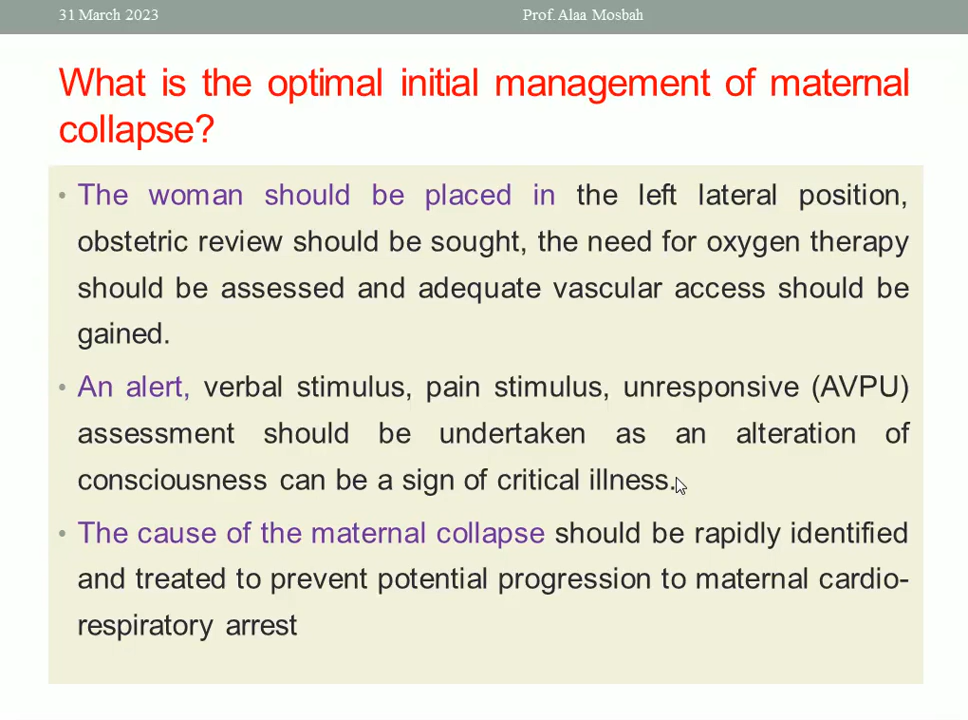 31 March 2023
Prof. Alaa Mosbah
What is the optimal initial management of maternal
collapse?
• The woman should be placed in the left lateral position,
obstetric review should be sought, the need for oxygen therapy
should be assessed and adequate vascular access should be
gained.
• An alert, verbal stimulus, pain stimulus, unresponsive (AVPU)
assessment should be undertaken as an alteration of
consciousness can be a sign of critical illness.
• The cause of the maternal collapse should be rapidly identified
and treated to prevent potential progression to maternal cardio-
respiratory arrest